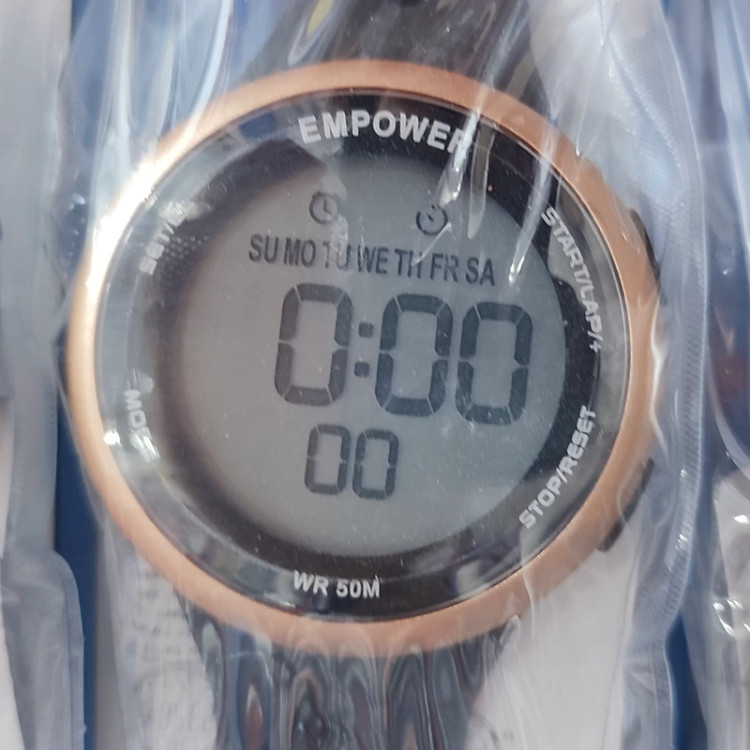 EMPOWER
SU MO TU WE TH FR SA
0:00
00
START/LAP/+
STOP/RESET
WR 50M